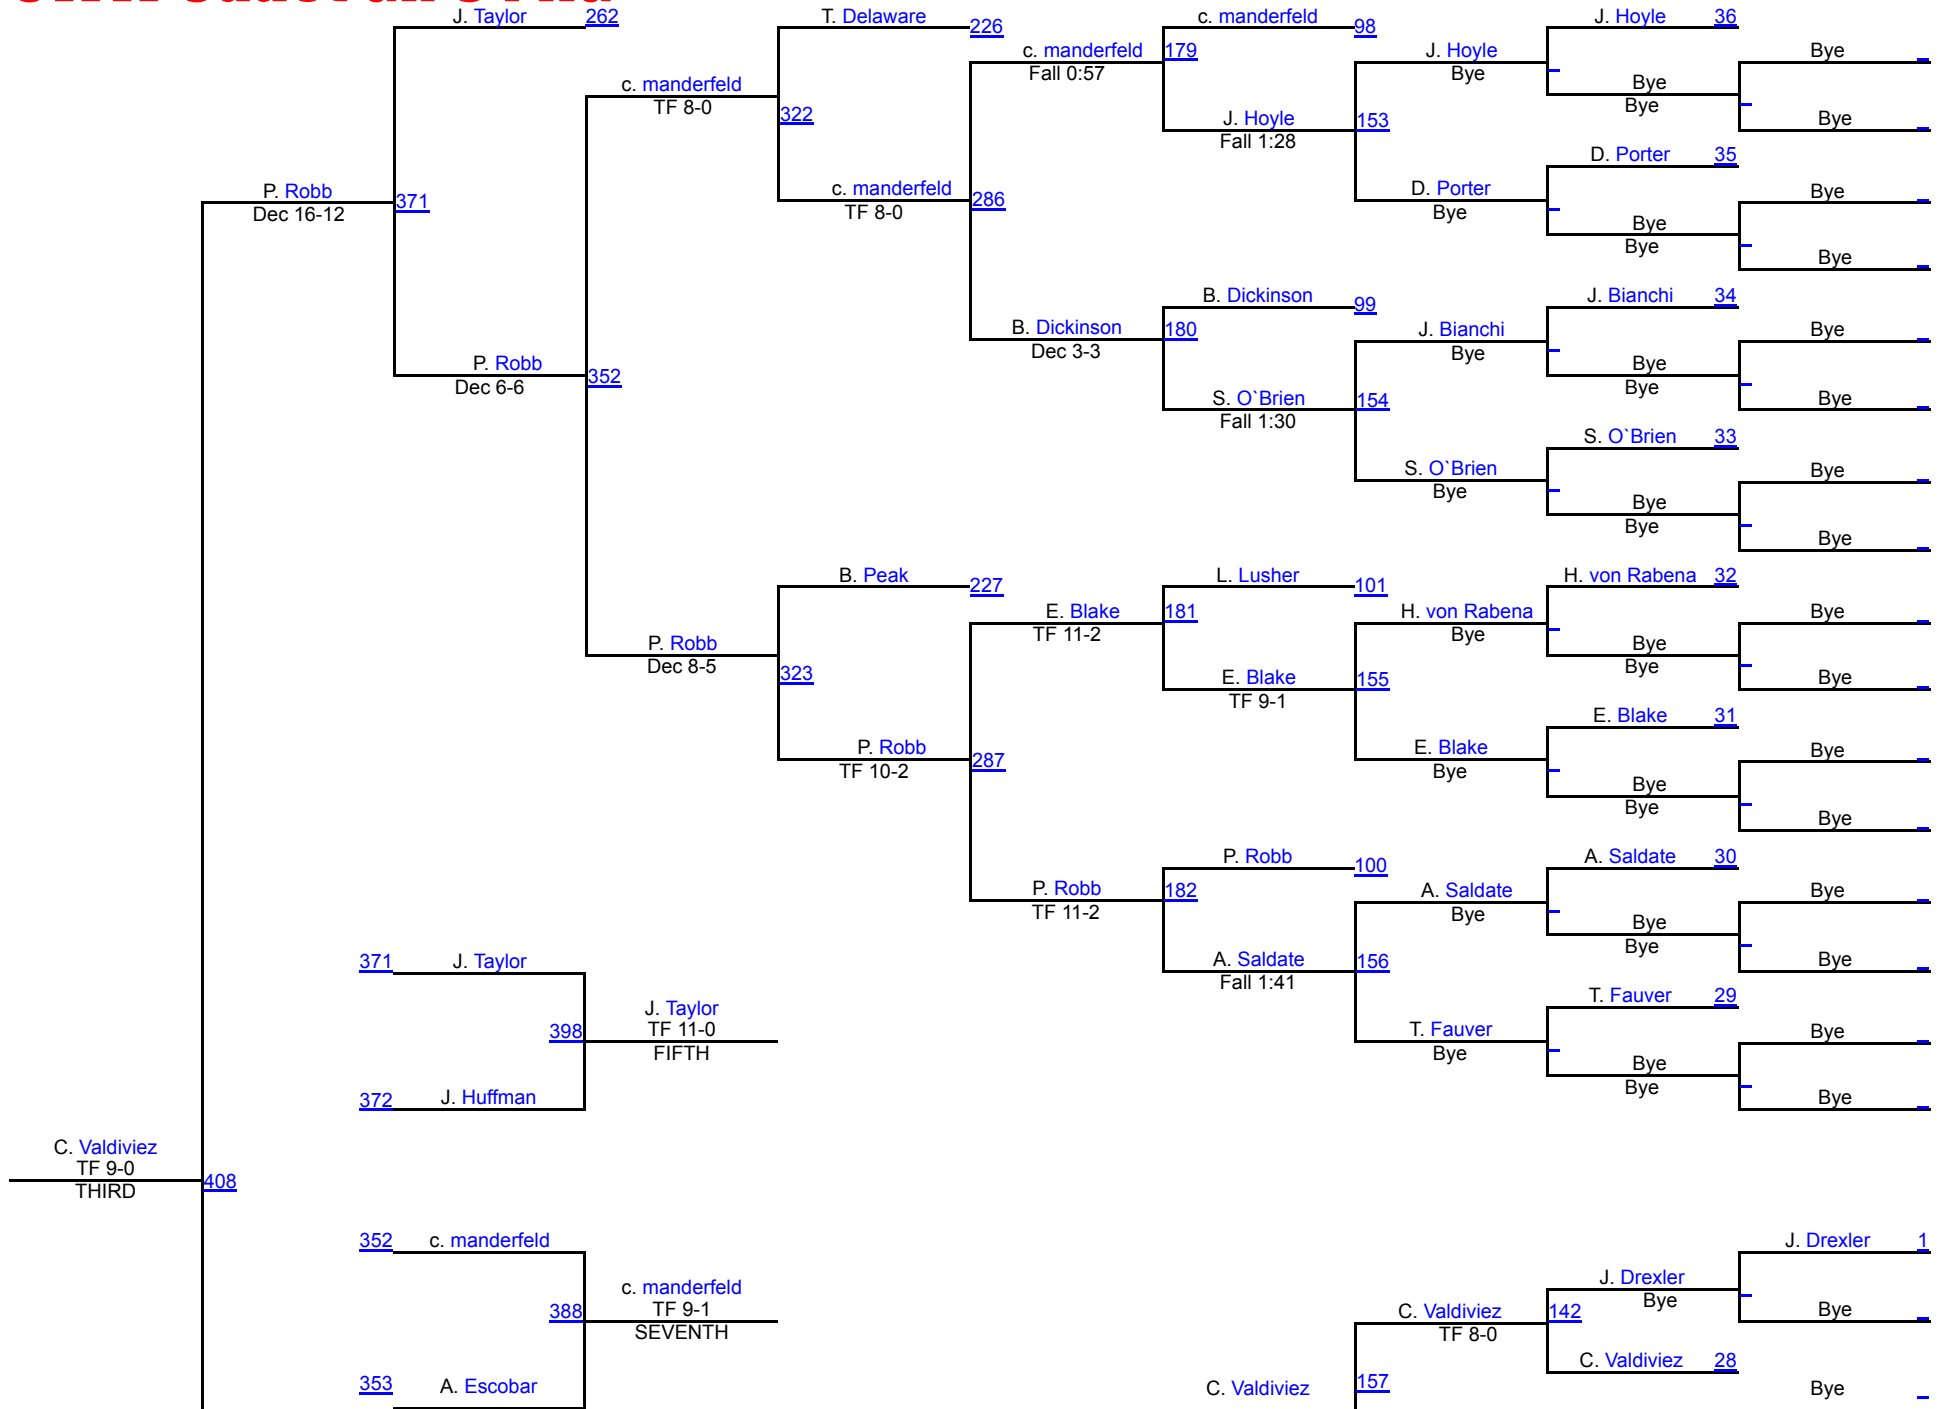 J. Taylor 262
T. Delaware 226
c. manderfeld 98
J. Hoyle 36
c. manderfeld 179
Fall 0:57
J. Hoyle
Bye
Bye
c. manderfeld
TF 8-0
322
Bye
Bye
J. Hoyle 153
Fall 1:28
Bye
D. Porter 35
P. Robb 371
Dec 16-12
c. manderfeld 286
TF 8-0
D. Porter
Bye
Bye
Bye
Bye
Bye
B. Dickinson 99
J. Bianchi 34
B. Dickinson 180
Dec 3-3
J. Bianchi
Bye
Bye
P. Robb 352
Dec 6-6
Bye
Bye
S. O`Brien 154
Fall 1:30
Bye
S. O`Brien 33
S. O`Brien
Bye
Bye
Bye
Bye
Bye
B. Peak 227
L. Lusher 101
H. von Rabena 32
E. Blake 181
TF 11-2
H. von Rabena
Bye
Bye
P. Robb 323
Dec 8-5
Bye
Bye
E. Blake 155
TF 9-1
Bye
E. Blake 31
P. Robb 287
TF 10-2
E. Blake
Bye
Bye
Bye
Bye
Bye
P. Robb 100
A. Saldate 30
P. Robb 182
TF 11-2
A. Saldate
Bye
Bye
Bye
Bye
371 J. Taylor
A. Saldate 156
Fall 1:41
Bye
T. Fauver 29
J. Taylor
398 TF 11-0
FIFTH
T. Fauver
Bye
Bye
Bye
Bye
372 J. Huffman
Bye
C. Valdiviez
TF 9-0
THIRD
408
352 c. manderfeld
J. Drexler 1
c. manderfeld
388 TF 9-1
SEVENTH
J. Drexler
Bye
C. Valdiviez 142
TF 8-0
Bye
C. Valdiviez 28
353 A. Escobar
C. Valdiviez 157
Bye